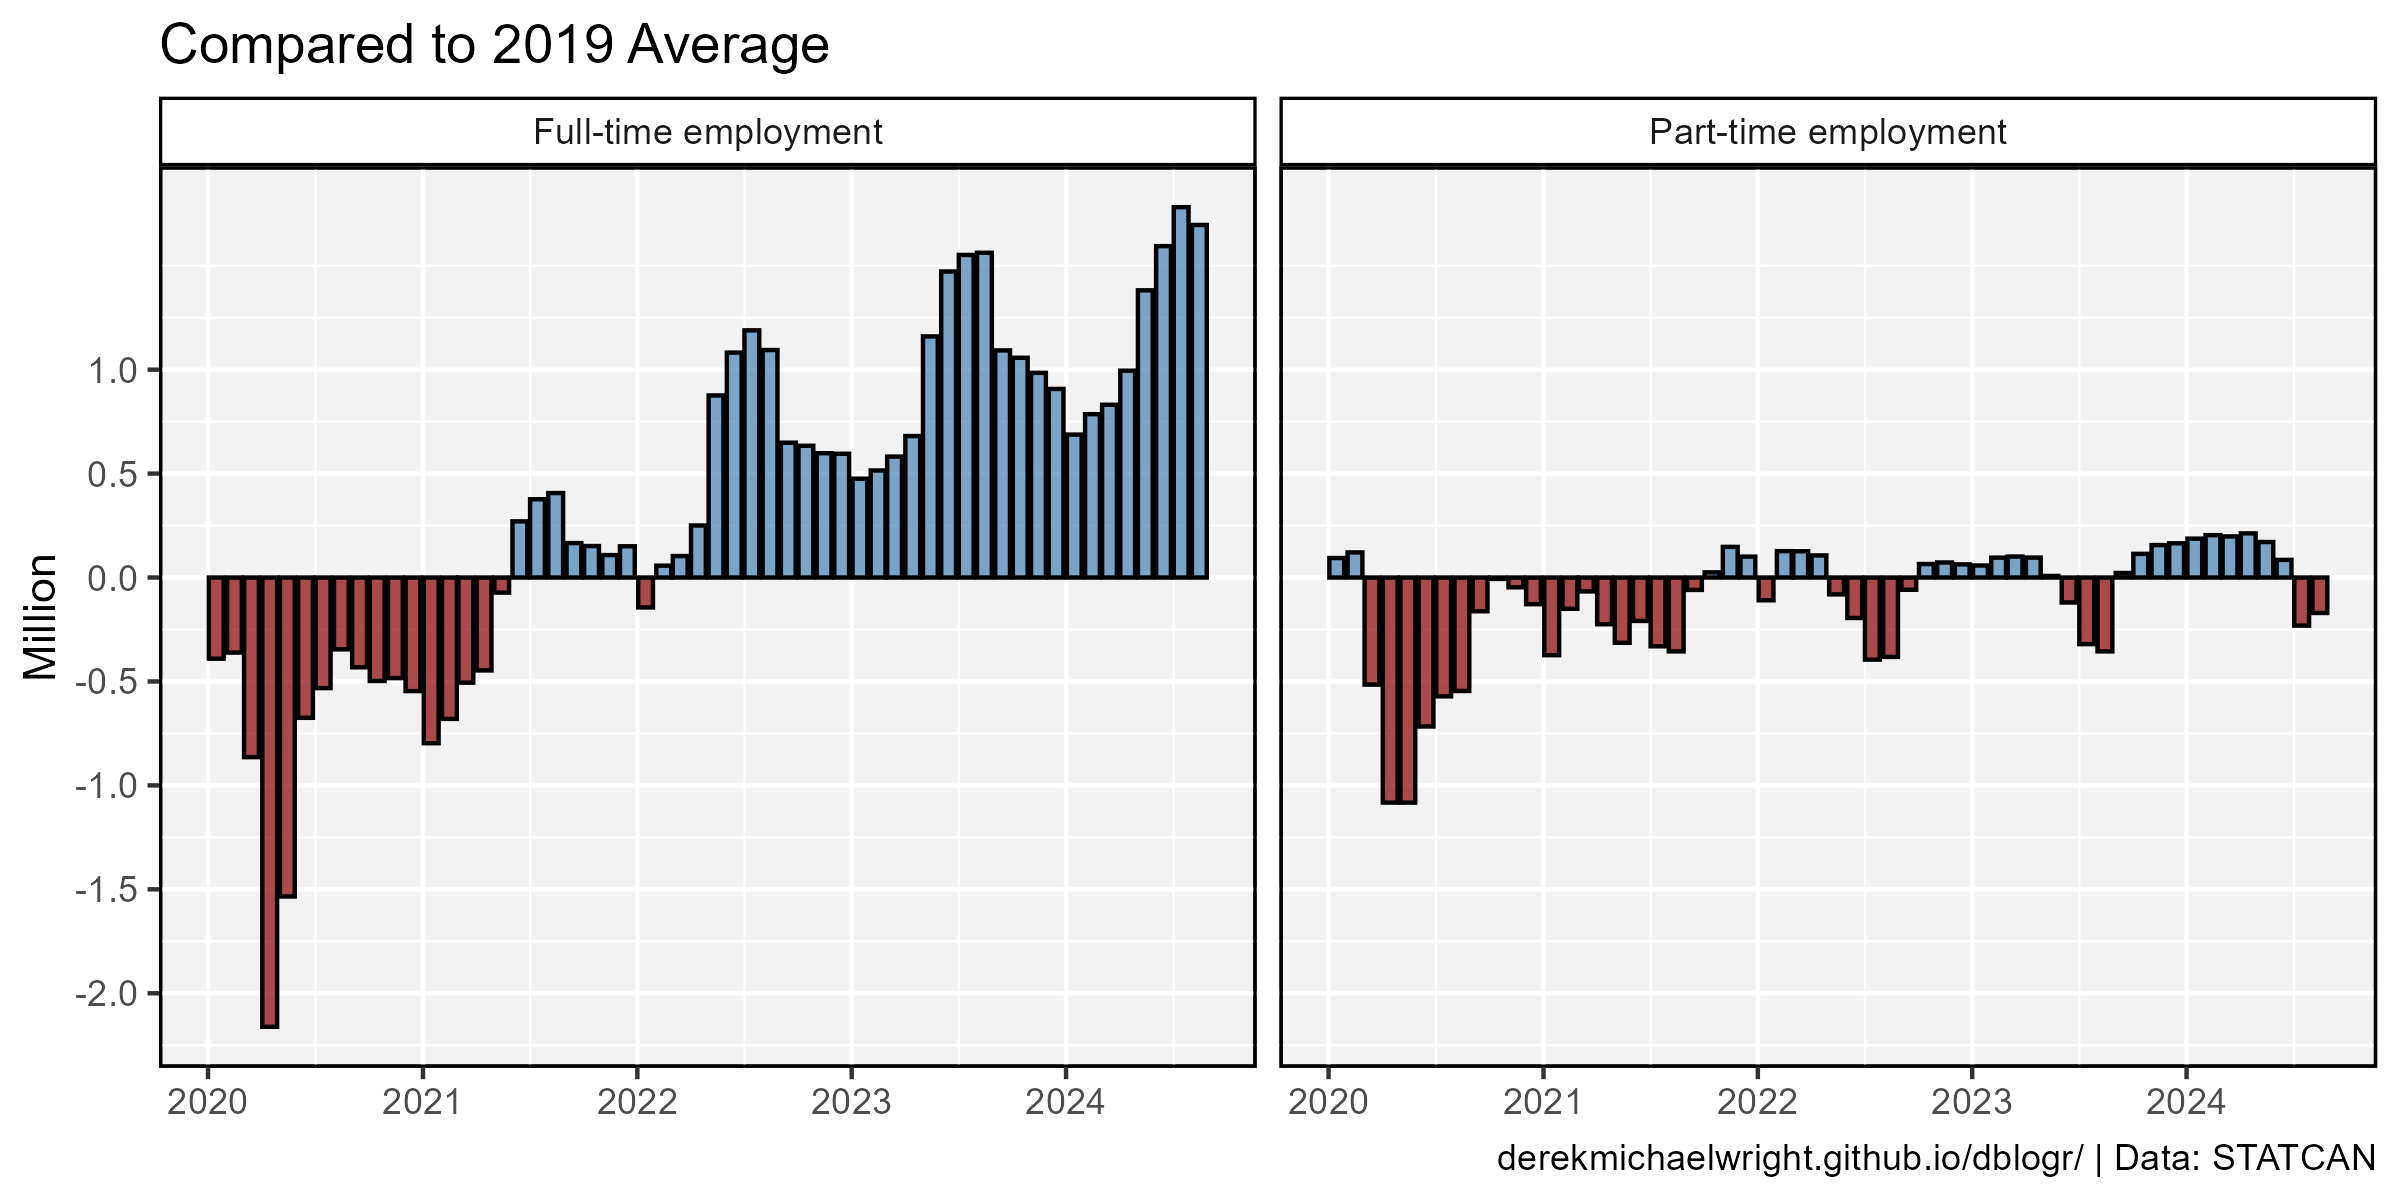 Compared to 2019 Average
Full-time employment
Part-time employment
Million
1.0
0.5
0.0
-0.5
-1.0
-1.5
-2.0
2020 2021 2022 2023 2024
2020 2021 2022 2023 2024
derekmichaelwright.github.io/dblogr/ | Data: STATCAN